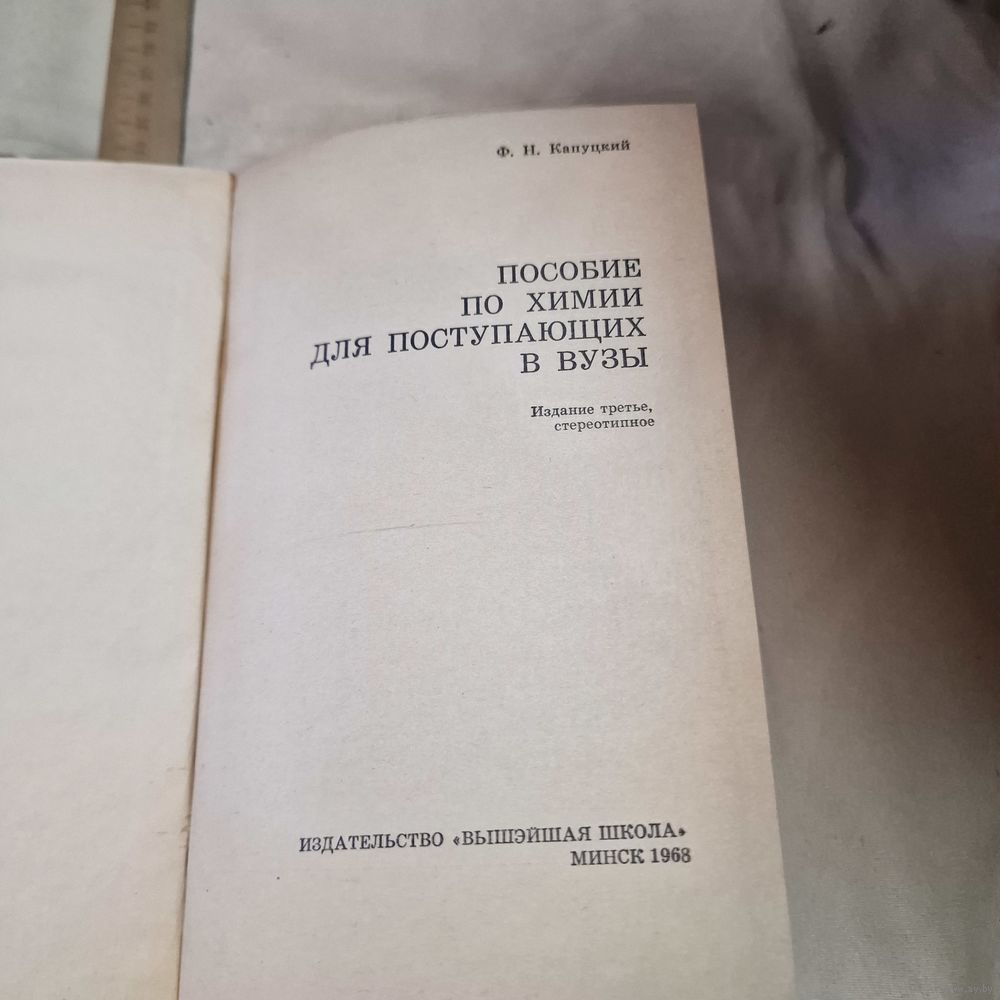 Ф. Н. Капуцкий
ПОСОБИЕ
ПО ХИМИИ
ДЛЯ ПОСТУПАЮЩИХ
В ВУЗЫ
Издание третье,
стереотипное
ИЗДАТЕЛЬСТВО «ВЫШЭЙШАЯ ШКОЛА»
МИНСК 1968